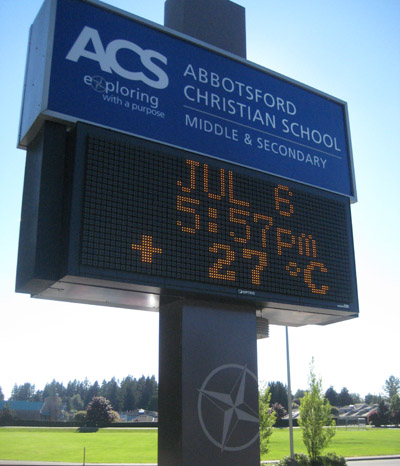 ACS
exploring
with a purpose
ABBOTSFORD
CHRISTIAN SCHOOL
MIDDLE & SECONDARY
JUL 6
5:57pm
+ 27 °C